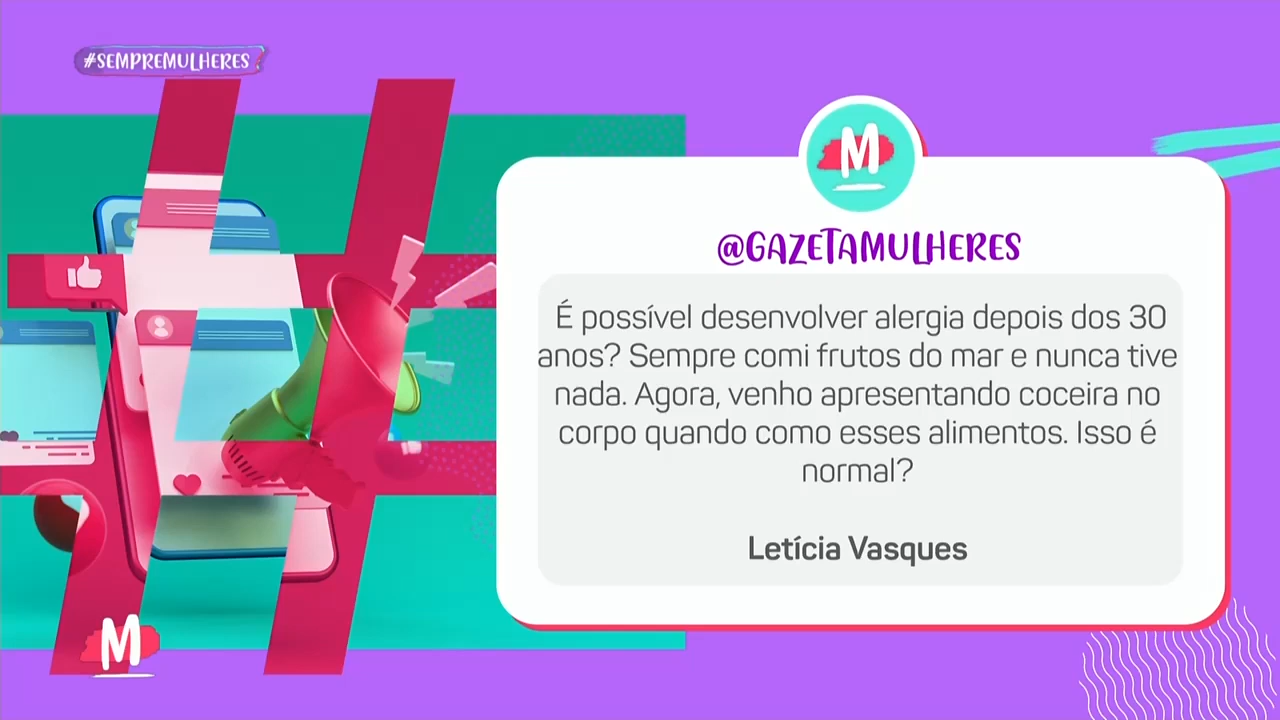 #SEMPREMULHERES
M
@GAZETAMULHERES
É possível desenvolver alergia depois dos 30
anos? Sempre comi frutos do mar e nunca tive
nada. Agora, venho apresentando coceira no
corpo quando como esses alimentos. Isso é
normal?
Letícia Vasques
M